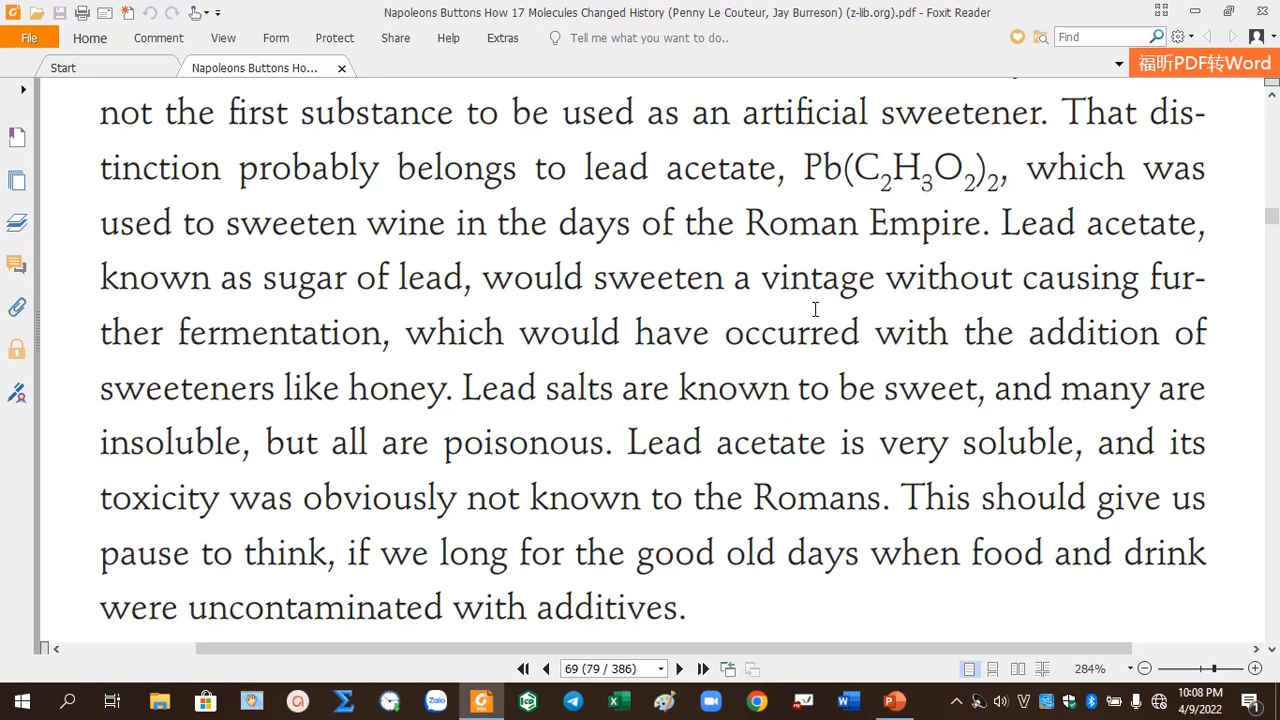 Napoleons Buttons How 17 Molecules Changed History (Penny Le Couteur, Jay Burreson) (z-lib.org).pdf - Foxit Reader
File Home Comment View Form Protect Share Help Extras Tell me what you want to do.. Find
Start Napoleons Buttons Ho... 福昕PDF转Word
not the first substance to be used as an artificial sweetener. That dis-
tinction probably belongs to lead acetate, Pb(C₂H₃O₂)₂, which was
used to sweeten wine in the days of the Roman Empire. Lead acetate,
known as sugar of lead, would sweeten a vintage without causing fur-
ther fermentation, which would have occurred with the addition of
sweeteners like honey. Lead salts are known to be sweet, and many are
insoluble, but all are poisonous. Lead acetate is very soluble, and its
toxicity was obviously not known to the Romans. This should give us
pause to think, if we long for the good old days when food and drink
were uncontaminated with additives.
69 (79 / 386) 284%
10:08 PM
4/9/2022